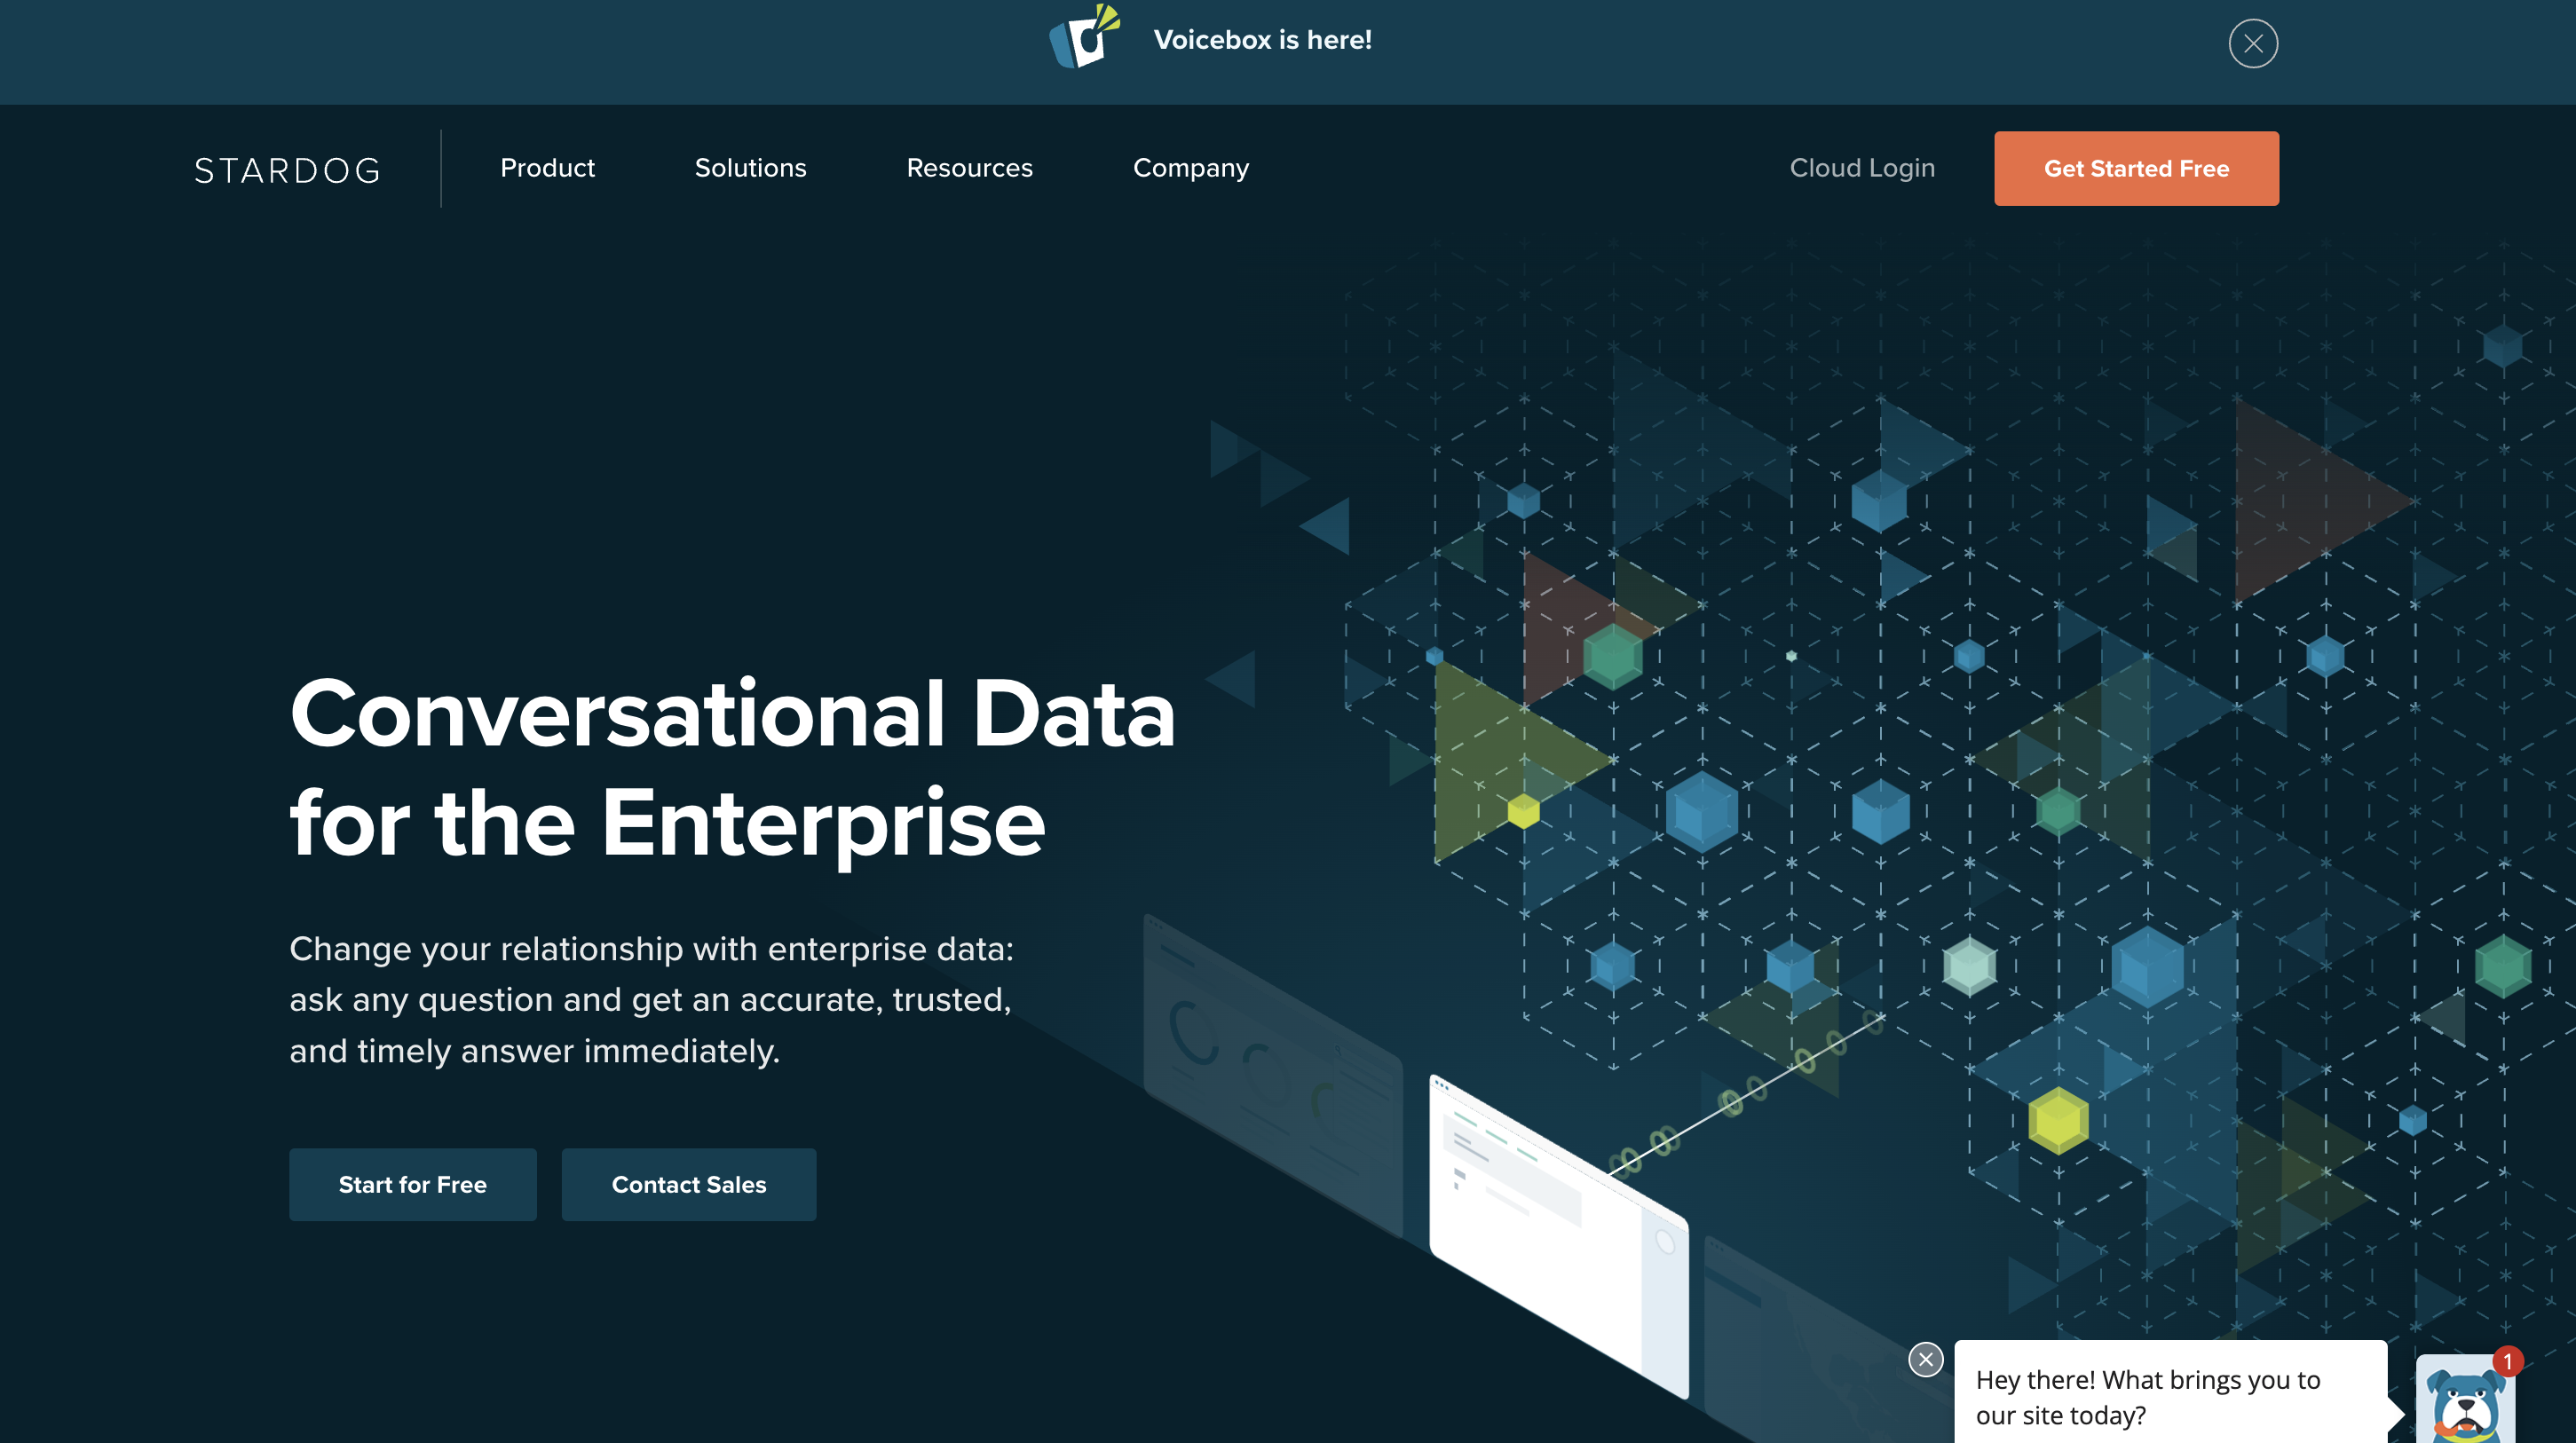 Voicebox is here!
STARDOG
Product
Solutions
Resources
Company
Cloud Login
Get Started Free
Conversational Data
for the Enterprise
Change your relationship with enterprise data:
ask any question and get an accurate, trusted,
and timely answer immediately.
Start for Free
Contact Sales
Hey there! What brings you to
our site today?
1